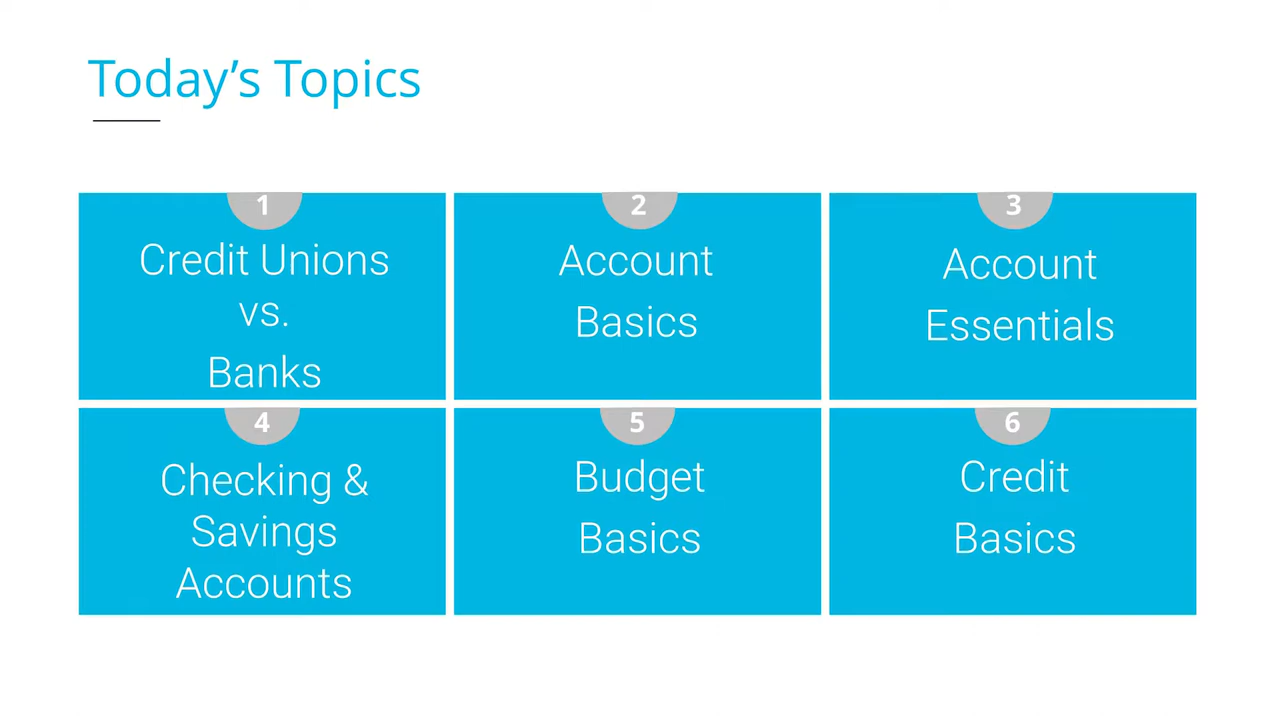 Today’s Topics
1
Credit Unions
vs.
Banks
2
Account
Basics
3
Account
Essentials
4
Checking &
Savings
Accounts
5
Budget
Basics
6
Credit
Basics